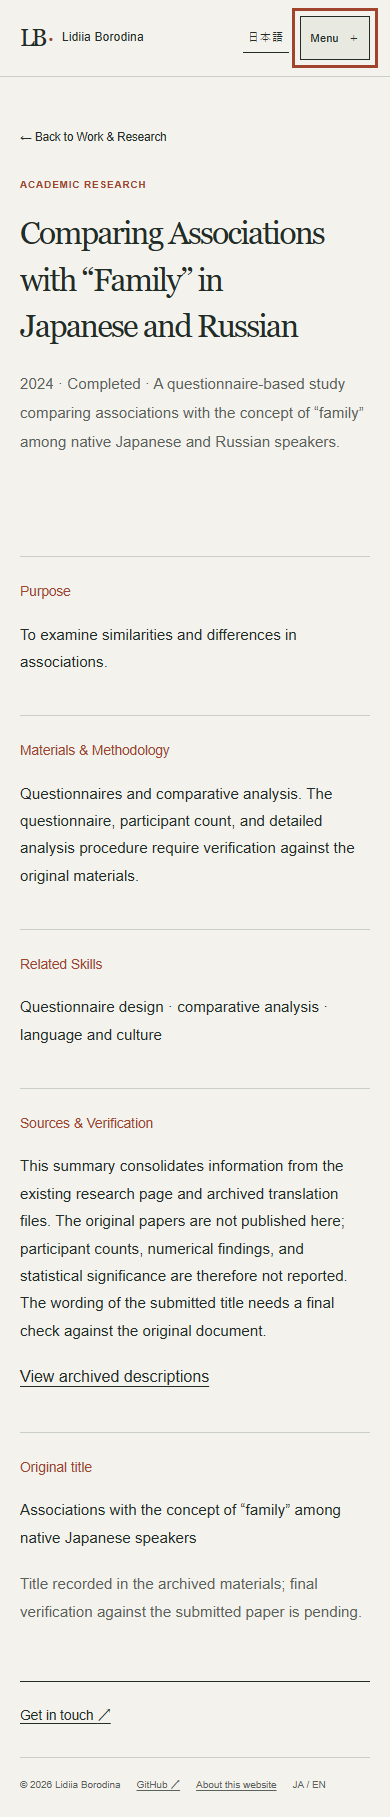 LB· Lidiia Borodina 日本語 Menu +
← Back to Work & Research
ACADEMIC RESEARCH
Comparing Associations
with “Family” in
Japanese and Russian
2024 · Completed · A questionnaire-based study
comparing associations with the concept of “family”
among native Japanese and Russian speakers.
Purpose
To examine similarities and differences in
associations.
Materials & Methodology
Questionnaires and comparative analysis. The
questionnaire, participant count, and detailed
analysis procedure require verification against the
original materials.
Related Skills
Questionnaire design · comparative analysis ·
language and culture
Sources & Verification
This summary consolidates information from the
existing research page and archived translation
files. The original papers are not published here;
participant counts, numerical findings, and
statistical significance are therefore not reported.
The wording of the submitted title needs a final
check against the original document.
View archived descriptions
Original title
Associations with the concept of “family” among
native Japanese speakers
Title recorded in the archived materials; final
verification against the submitted paper is pending.
Get in touch ↗
© 2026 Lidiia Borodina GitHub ↗ About this website JA / EN